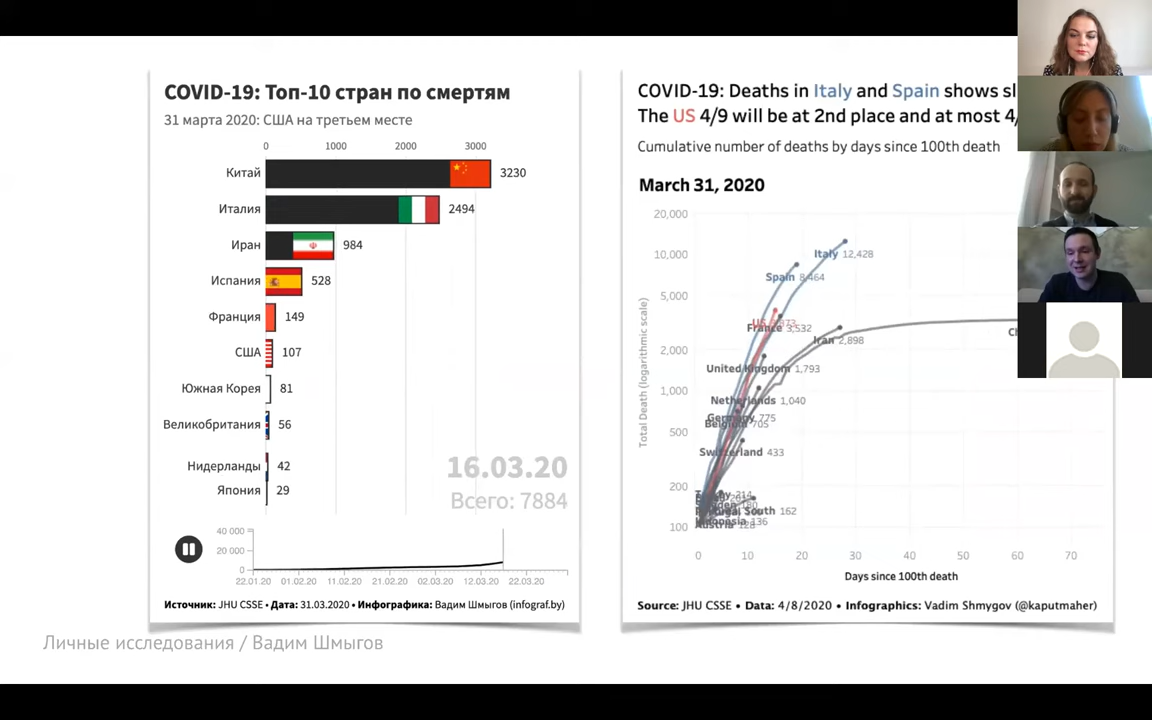 COVID-19: Топ-10 стран по смертям
31 марта 2020: США на третьем месте
0 1000 2000 3000
Китай 3230
Италия 2494
Иран 984
Испания 528
Франция 149
США 107
Южная Корея 81
Великобритания 56
Нидерланды 42
Япония 29
16.03.20
Всего: 7884
40 000
20 000
0
22.01.20 01.02.20 11.02.20 21.02.20 02.03.20 12.03.20 22.03.20
Источник: JHU CSSE • Дата: 31.03.2020 • Инфографика: Вадим Шмыгов (infograf.by)
COVID-19: Deaths in Italy and Spain shows
The US 4/9 will be at 2nd place and at most 4/
Cumulative number of deaths by days since 100th death
March 31, 2020
Total Death (logarithmic scale)
20,000
10,000
5,000
2,000
1,000
500
200
100
Italy 12,428
Spain 8,464
US
France 3,532
Iran 2,898
United Kingdom 1,793
Netherlands 1,040
Germany 775
Belgium 705
Switzerland 433
South 162
Indonesia 136
Austria 128
0 10 20 30 40 50 60 70
Days since 100th death
Source: JHU CSSE • Data: 4/8/2020 • Infographics: Vadim Shmygov (@kaputmaher)
Личные исследования / Вадим Шмыгов